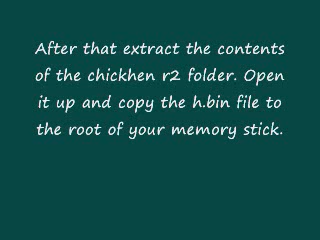 After that extract the contents
of the chickhen r2 folder. Open
it up and copy the h.bin file to
the root of your memory stick.